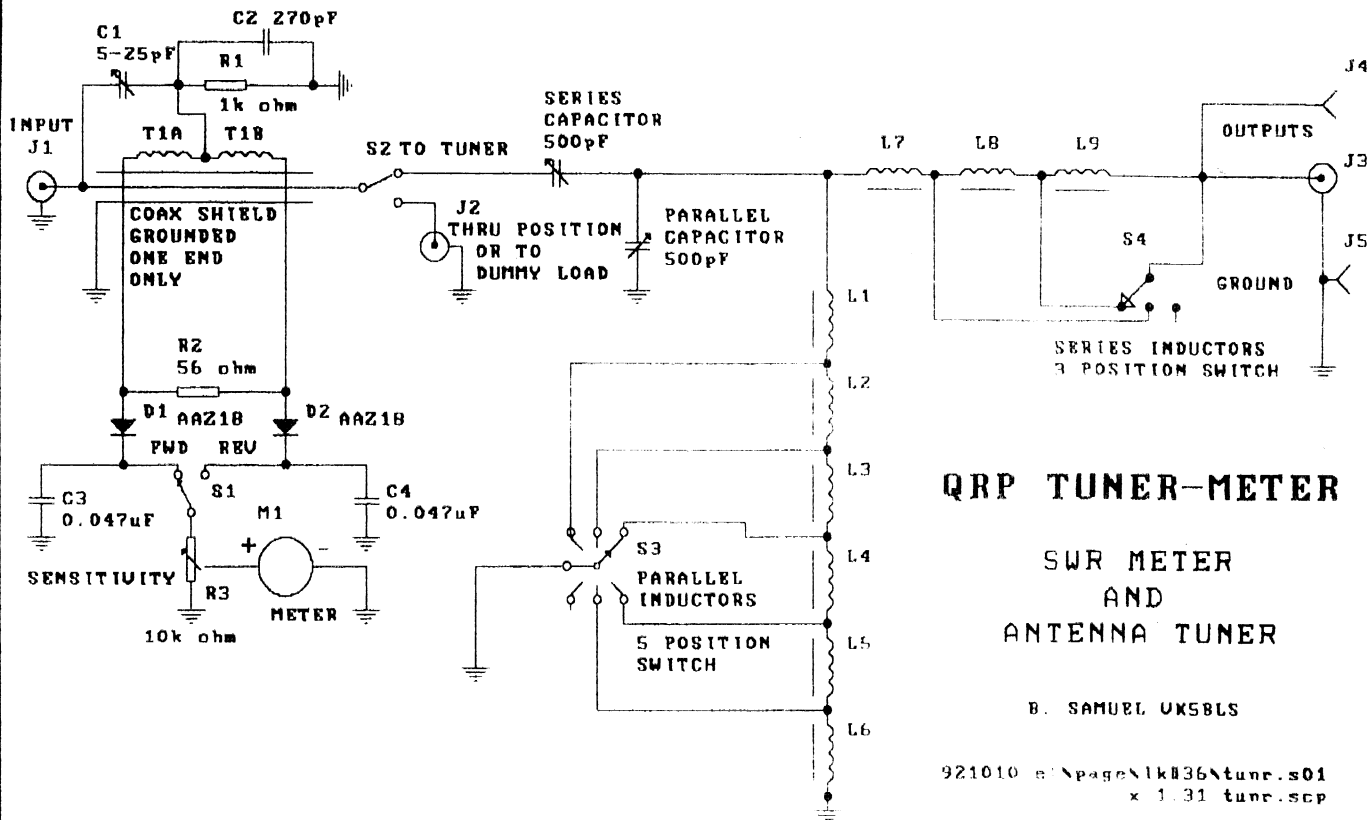 C2 270pF
C1
5-25pF
R1
1k ohm
INPUT
J1
T1A T1B
S2 TO TUNER
SERIES
CAPACITOR
500pF
COAX SHIELD
GROUNDED
ONE END
ONLY
J2
THRU POSITION
OR TO
DUMMY LOAD
PARALLEL
CAPACITOR
500pF
L7
L8
L9
J4
OUTPUTS
J3
S4
J5
GROUND
SERIES INDUCTORS
3 POSITION SWITCH
R2
56 ohm
D1 AAZ18
D2 AAZ18
FWD REV
S1
C3
0.047uF
C4
0.047uF
M1
+ -
SENSITIVITY
R3
10k ohm
METER
L1
L2
L3
L4
L5
L6
S3
PARALLEL
INDUCTORS
5 POSITION
SWITCH
QRP TUNER-METER
SWR METER
AND
ANTENNA TUNER
B. SAMUEL VK5BLS
921010
tunr.s01
x 1.31 tunr.scp